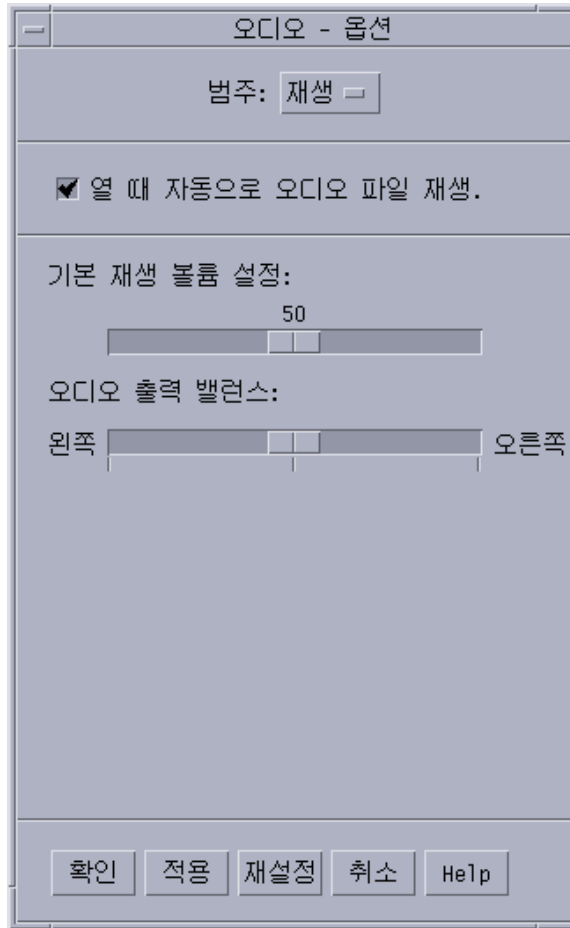 오디오 - 옵션
범주: 재생
열 때 자동으로 오디오 파일 재생.
기본 재생 볼륨 설정:
50
오디오 출력 밸런스:
왼쪽 오른쪽
확인 적용 재설정 취소 Help